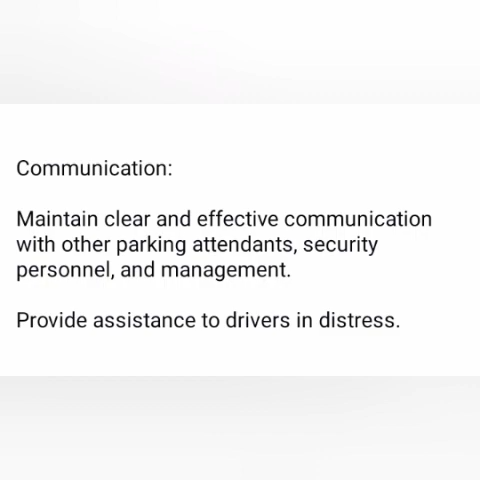 Communication:
Maintain clear and effective communication
with other parking attendants, security
personnel, and management.
Provide assistance to drivers in distress.